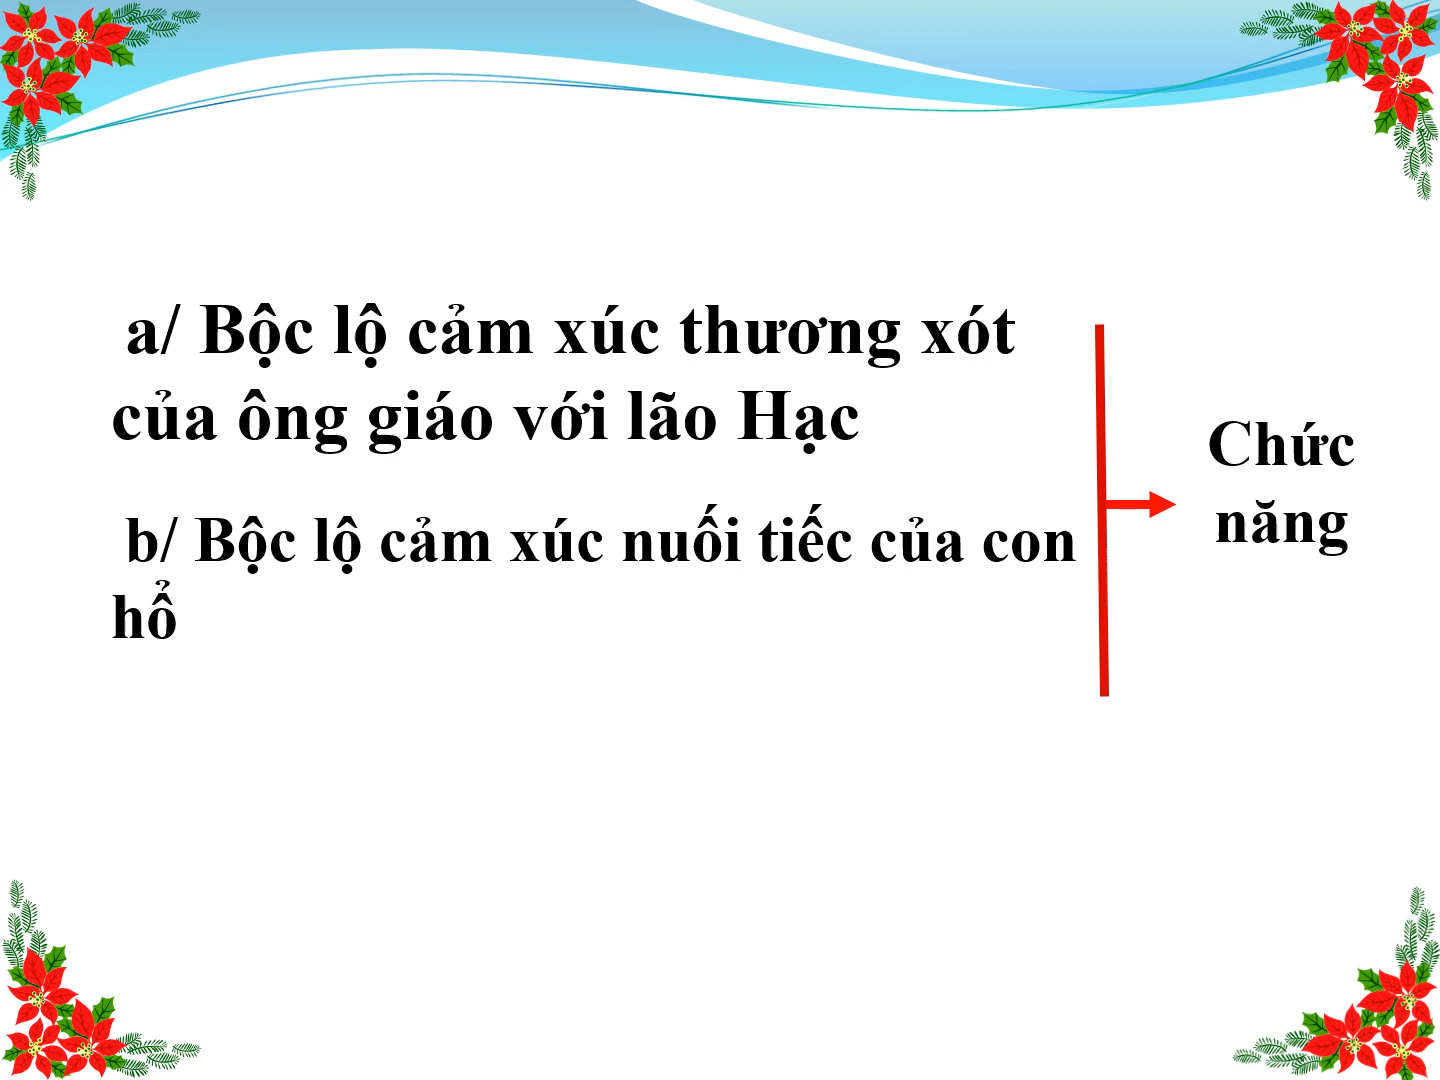 a/ Bộc lộ cảm xúc thương xót
của ông giáo với lão Hạc
b/ Bộc lộ cảm xúc nuối tiếc của con
hổ
Chức
năng